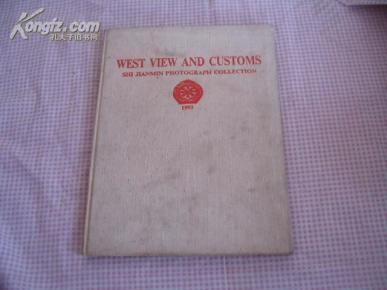 Kongfz.com
孔夫子旧书网
WEST VIEW AND CUSTOMS
SHI JIANMIN PHOTOGRAPH COLLECTION
1993